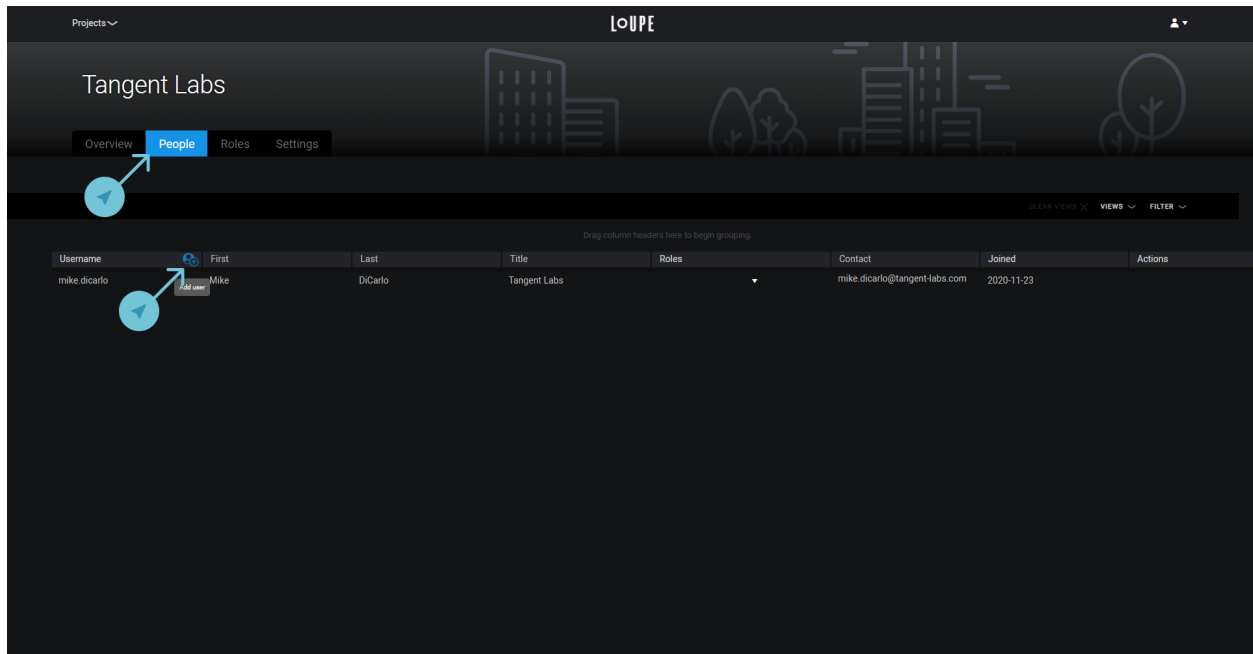 Projects LOUPE
Tangent Labs
Overview People Roles Settings
CLEAR VIEWS VIEWS FILTER
Drag column headers here to begin grouping.
Username First Last Title Roles Contact Joined Actions
mike.dicarlo Mike DiCarlo Tangent Labs mike.dicarlo@tangent-labs.com 2020-11-23
Add user